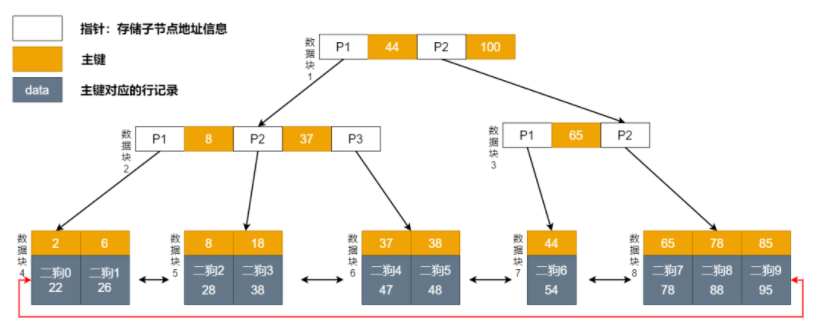 指针：存储子节点地址信息
主键
data 主键对应的行记录
数据块1
P1 44 P2 100
数据块2
P1 8 P2 37 P3
数据块3
P1 65 P2
数据块4
2 6
二狗0 二狗1
22 26
数据块5
8 18
二狗2 二狗3
28 38
数据块6
37 38
二狗4 二狗5
47 48
数据块7
44
二狗6
54
数据块8
65 78 85
二狗7 二狗8 二狗9
78 88 95